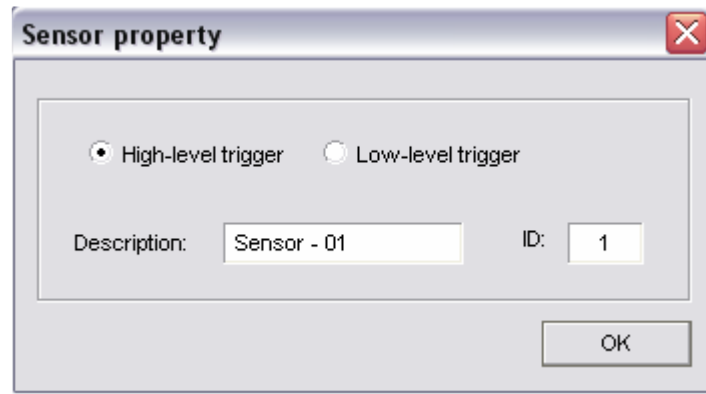 Sensor property
High-level trigger Low-level trigger
Description: Sensor - 01 ID: 1
OK